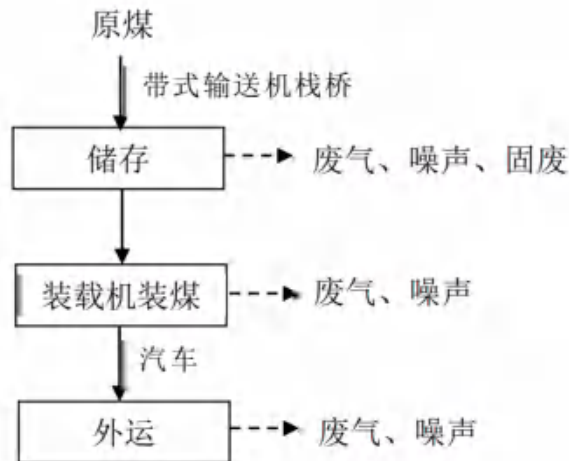 原煤
带式输送机栈桥
储存
废气、噪声、固废
装载机装煤
废气、噪声
汽车
外运
废气、噪声